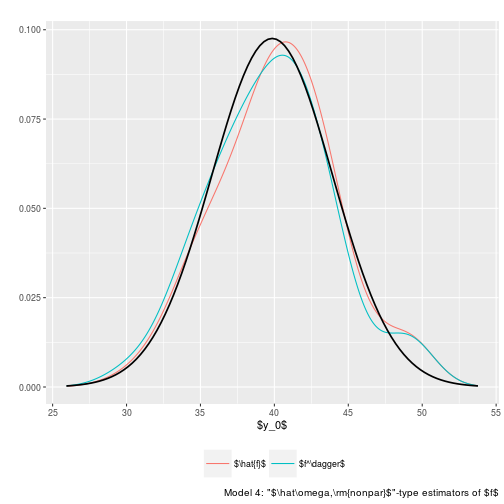 0.100
0.075
0.050
0.025
0.000
25 30 35 40 45 50 55
$y_0$
$\hat{f}$ $f^\dagger$
Model 4: "$\hat\omega,\rm{nonpar}$"-type estimators of $f$